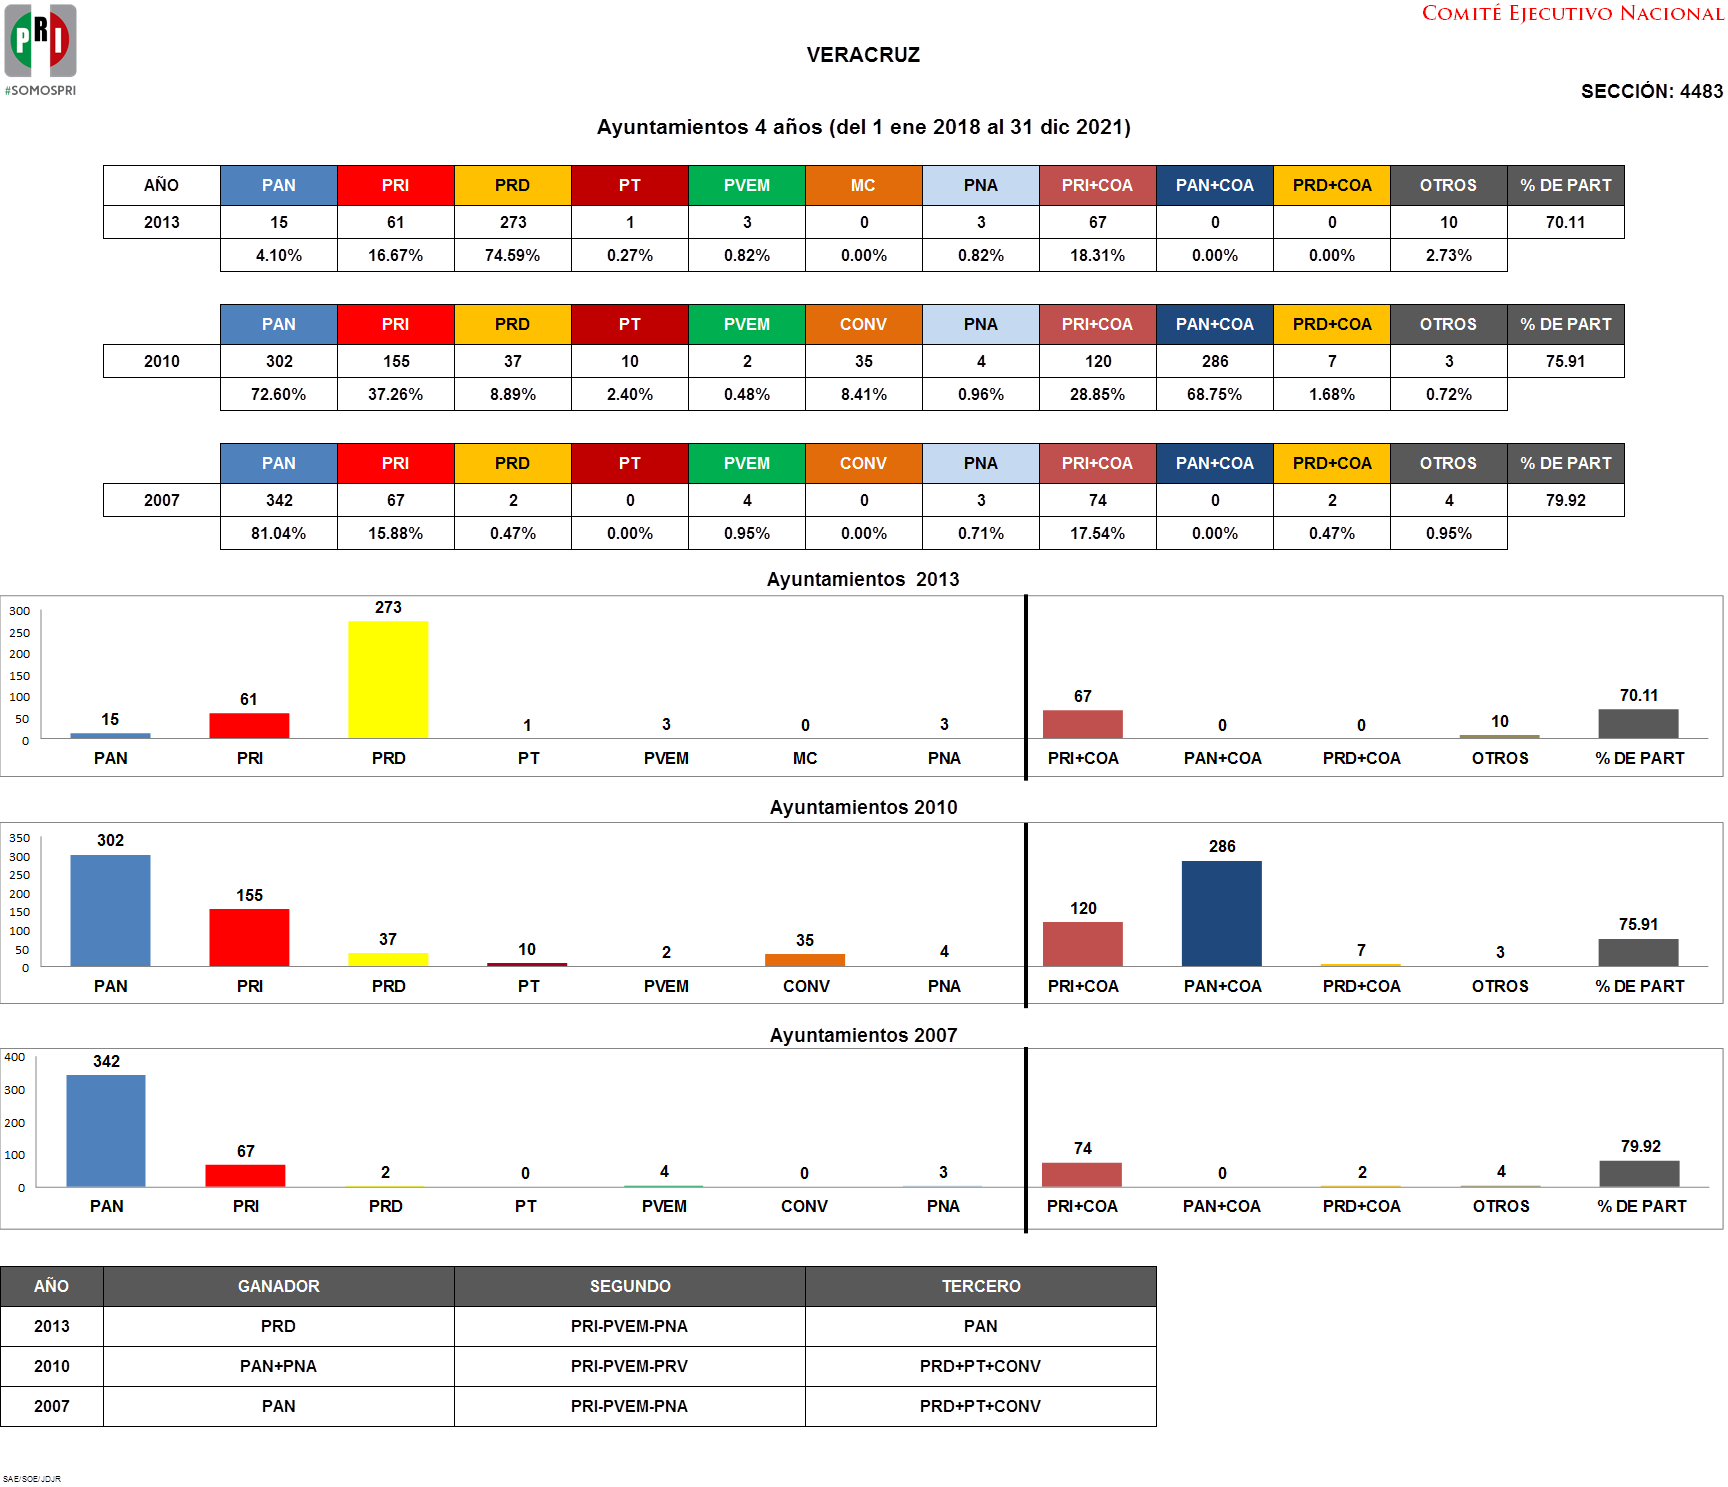 PRI
#SOMOSPRI
COMITÉ EJECUTIVO NACIONAL
VERACRUZ
SECCIÓN: 4483
Ayuntamientos 4 años (del 1 ene 2018 al 31 dic 2021)
AÑO PAN PRI PRD PT PVEM MC PNA PRI+COA PAN+COA PRD+COA OTROS % DE PART
2013 15 61 273 1 3 0 3 67 0 0 10 70.11
4.10% 16.67% 74.59% 0.27% 0.82% 0.00% 0.82% 18.31% 0.00% 0.00% 2.73%
PAN PRI PRD PT PVEM CONV PNA PRI+COA PAN+COA PRD+COA OTROS % DE PART
2010 302 155 37 10 2 35 4 120 286 7 3 75.91
72.60% 37.26% 8.89% 2.40% 0.48% 8.41% 0.96% 28.85% 68.75% 1.68% 0.72%
PAN PRI PRD PT PVEM CONV PNA PRI+COA PAN+COA PRD+COA OTROS % DE PART
2007 342 67 2 0 4 0 3 74 0 2 4 79.92
81.04% 15.88% 0.47% 0.00% 0.95% 0.00% 0.71% 17.54% 0.00% 0.47% 0.95%
Ayuntamientos 2013
300
250
200
150
100
50
0
15 61 273 1 3 0 3 67 0 0 10 70.11
PAN PRI PRD PT PVEM MC PNA PRI+COA PAN+COA PRD+COA OTROS % DE PART
Ayuntamientos 2010
350
300
250
200
150
100
50
0
302 155 37 10 2 35 4 120 286 7 3 75.91
PAN PRI PRD PT PVEM CONV PNA PRI+COA PAN+COA PRD+COA OTROS % DE PART
Ayuntamientos 2007
400
300
200
100
0
342 67 2 0 4 0 3 74 0 2 4 79.92
PAN PRI PRD PT PVEM CONV PNA PRI+COA PAN+COA PRD+COA OTROS % DE PART
AÑO GANADOR SEGUNDO TERCERO
2013 PRD PRI-PVEM-PNA PAN
2010 PAN+PNA PRI-PVEM-PRV PRD+PT+CONV
2007 PAN PRI-PVEM-PNA PRD+PT+CONV
SAE/SOE/JDJR